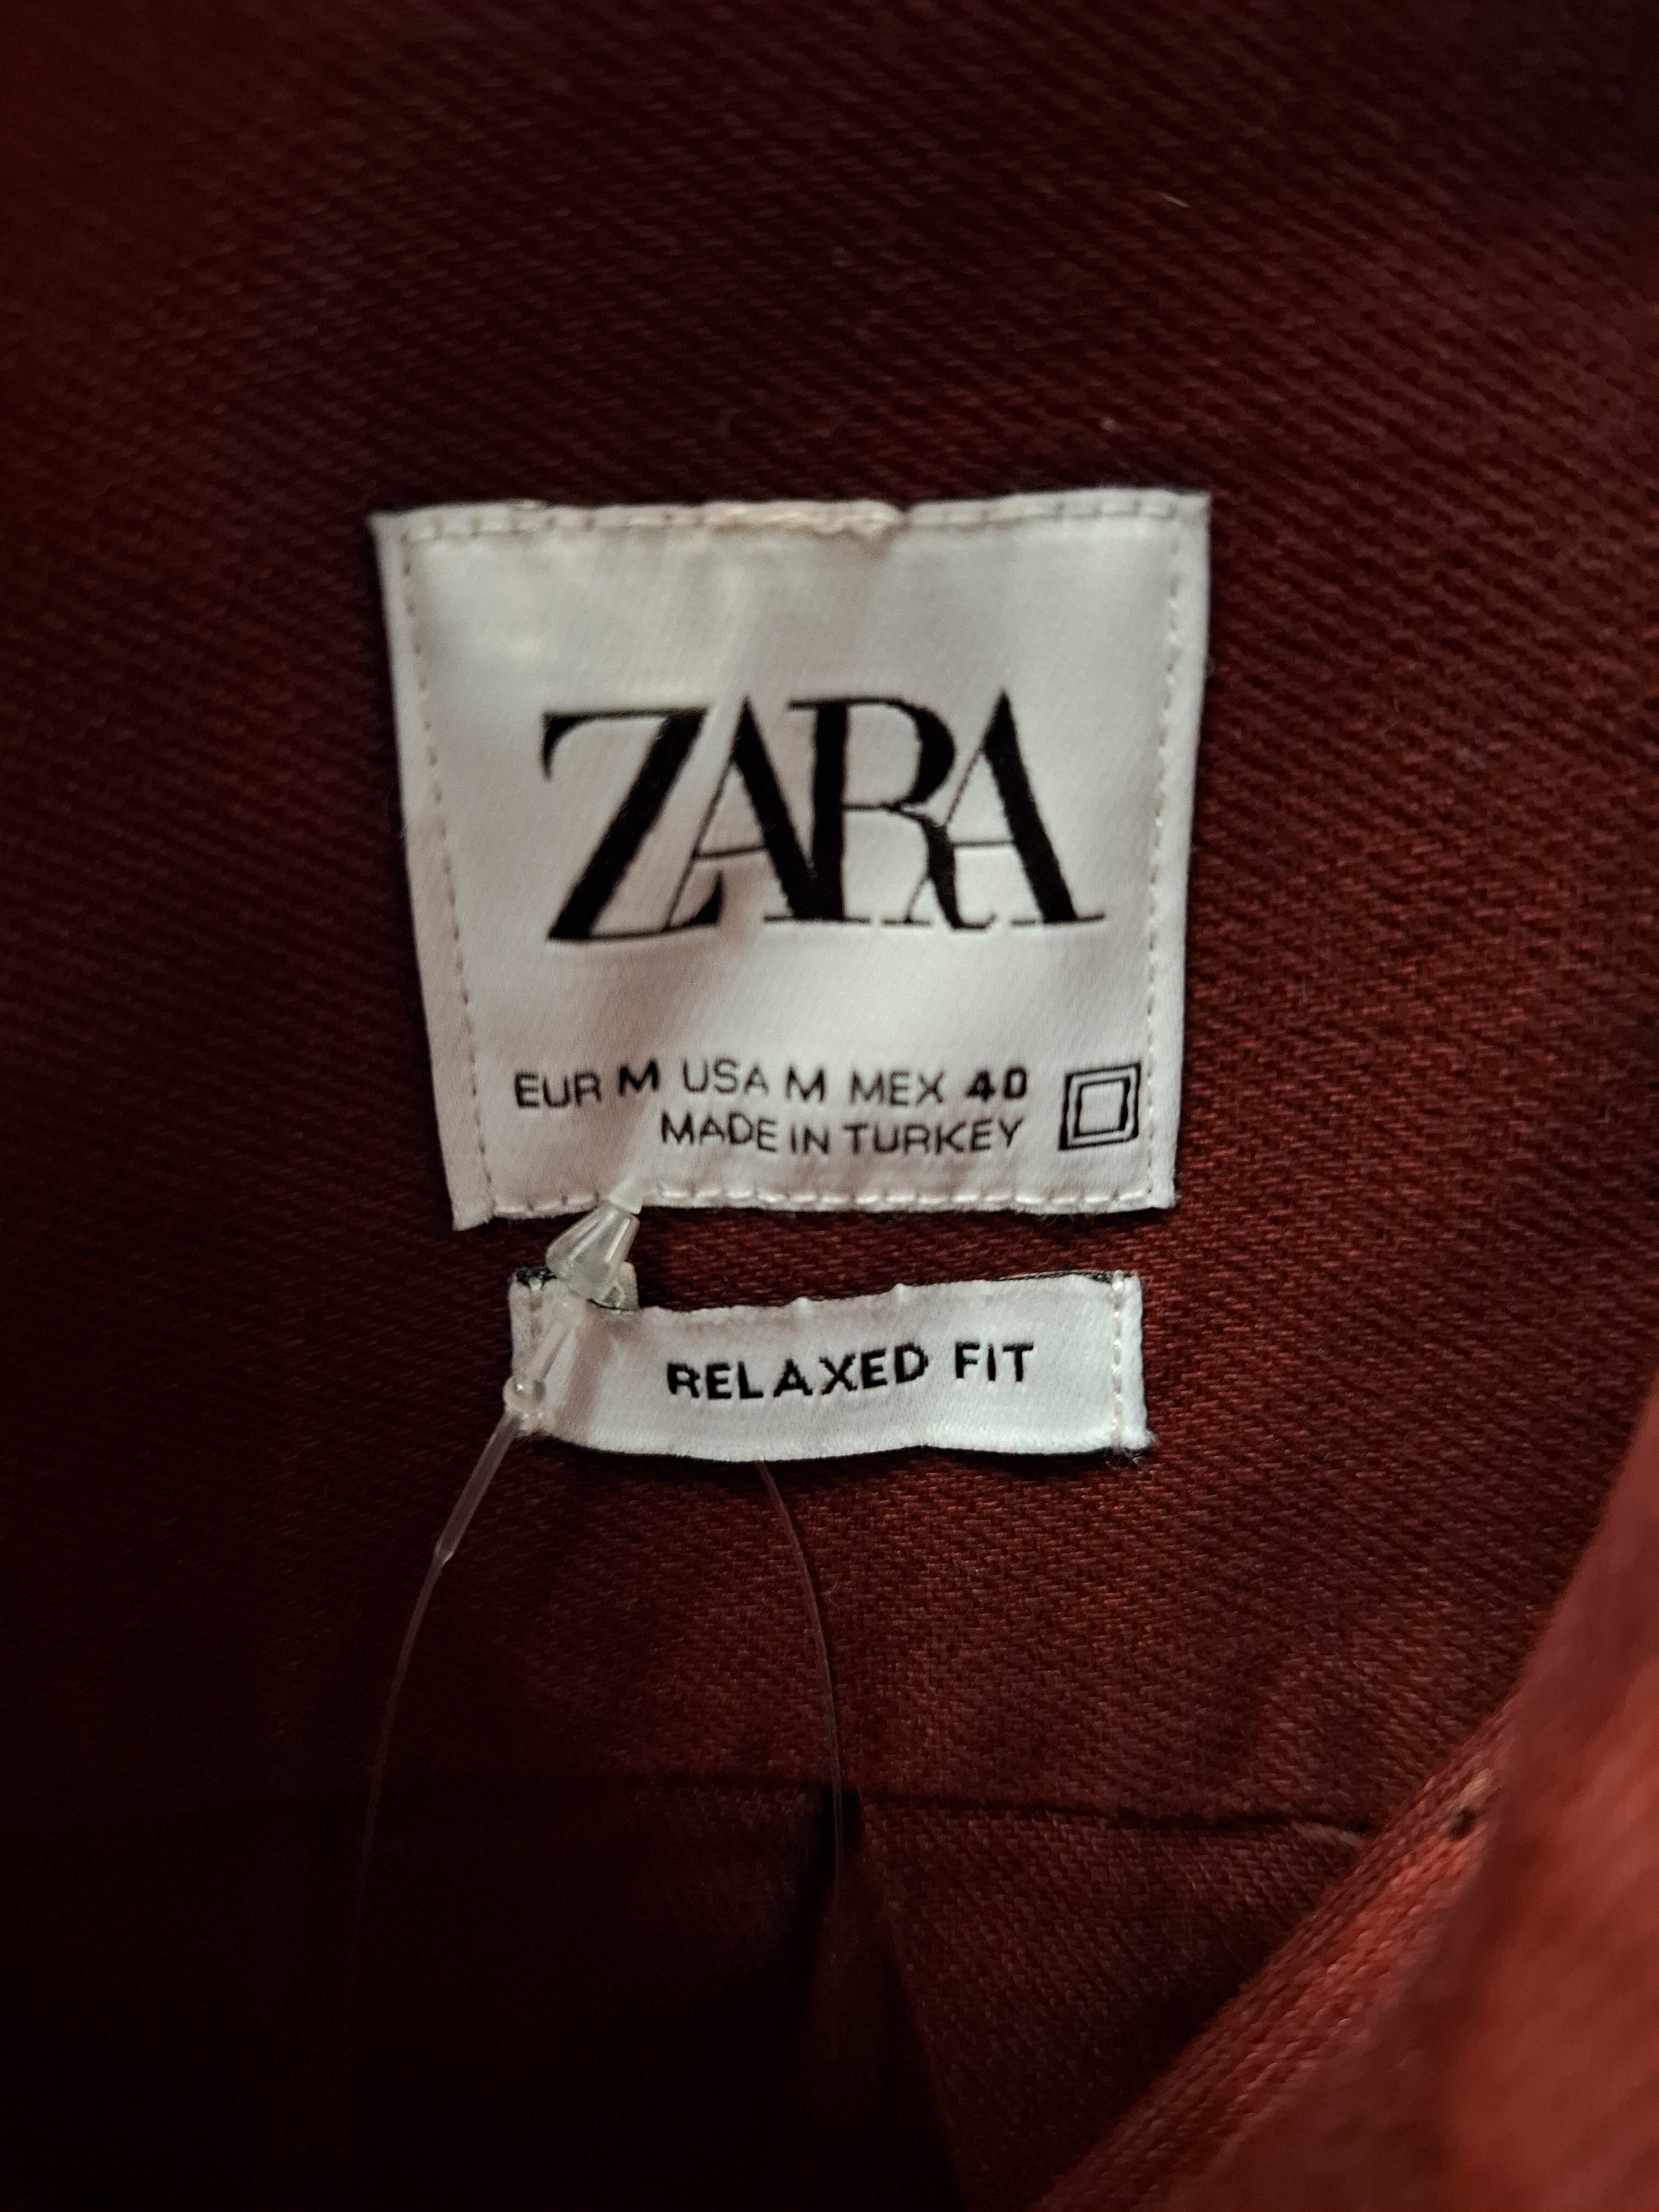 ZARA
EUR M USA M MEX 40
MADE IN TURKEY
RELAXED FIT